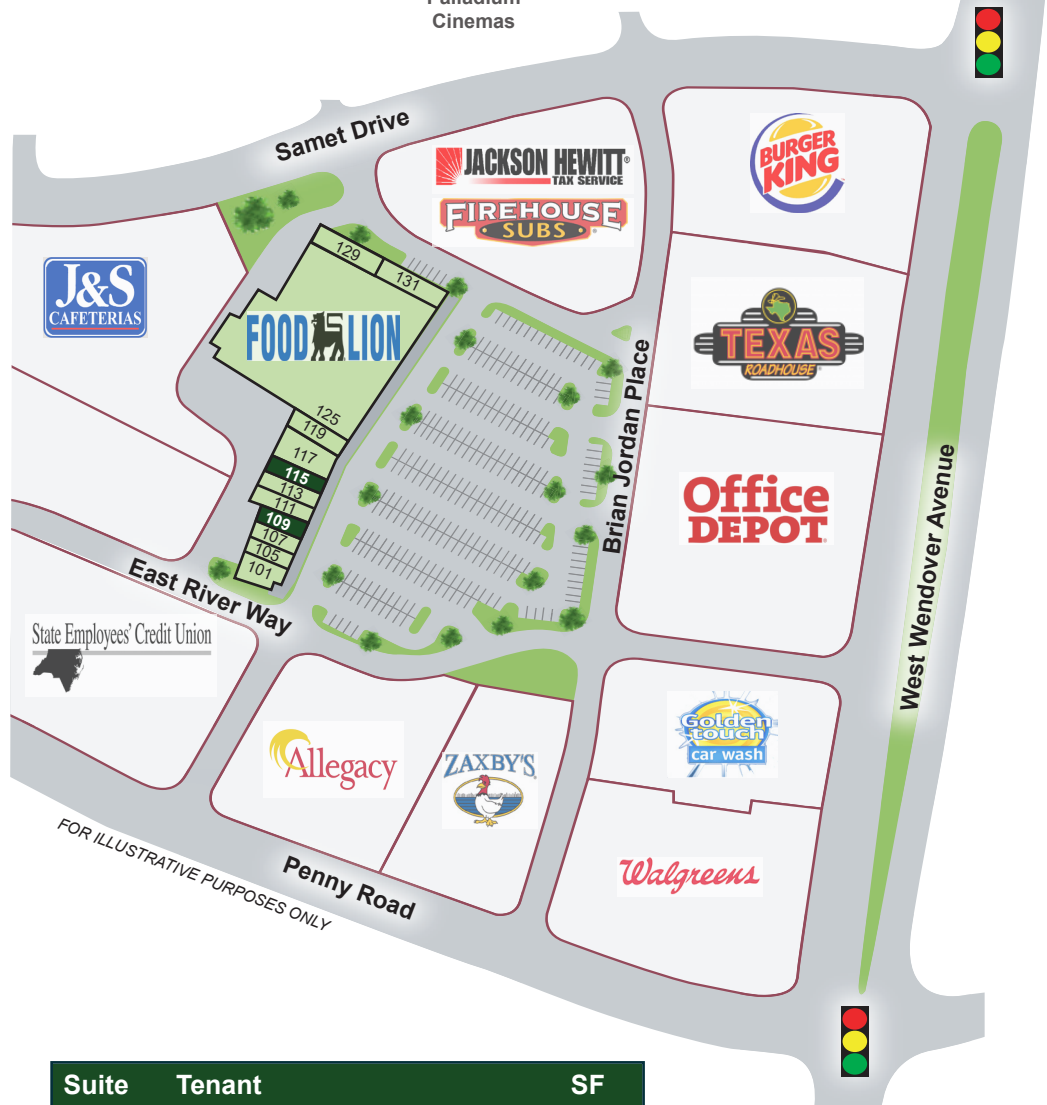 Palladium
Cinemas
Samet Drive
JACKSON HEWITT®
TAX SERVICE
FIREHOUSE
SUBS
BURGER
KING
129
131
J&S
CAFETERIAS
FOOD LION
TEXAS
ROADHOUSE
Brian Jordan Place
125
119
117
115
113
111
109
107
105
101
Office
DEPOT
West Wendover Avenue
East River Way
State Employees' Credit Union
Allegacy
ZAXBY'S
Golden
touch
car wash
Walgreens
FOR ILLUSTRATIVE PURPOSES ONLY
Penny Road
Suite Tenant SF